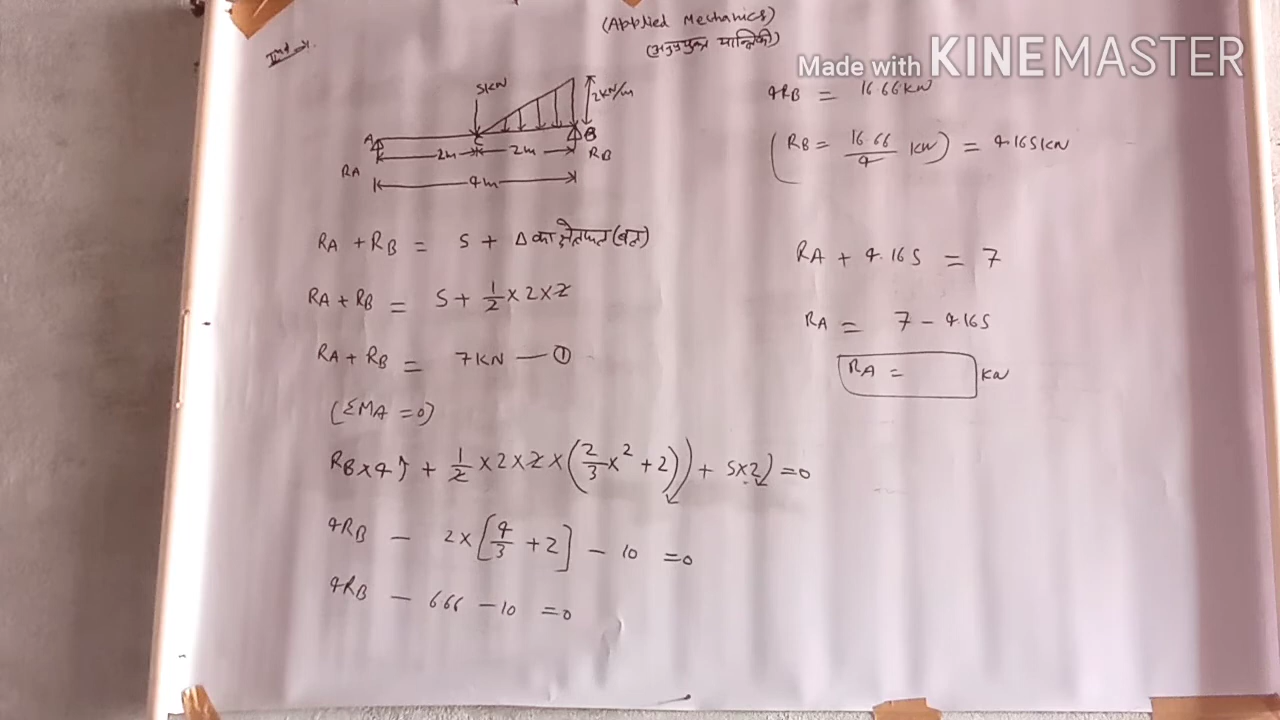 (Applied Mechanics)
Made with KINEMASTER
5KN
2KN/m
A C B
2m 2m
RA RB
4m
RA + RB = 5 + Δ का क्षेत्रफल (बल)
RA + RB = 5 + 1/2 × 2 × 2
RA + RB = 7KN — ①
(ΣMA = 0)
RB × 4 + 1/2 × 2 × 2 × (2/3 × 2 + 2) + 5×2 = 0
4RB − 2 × [4/3 + 2] − 10 = 0
4RB − 6.66 − 10 = 0
4RB = 16.66 KN
(RB = 16.66/4 KN) = 4.165KN
RA + 4.165 = 7
RA = 7 − 4.165
RA = KN